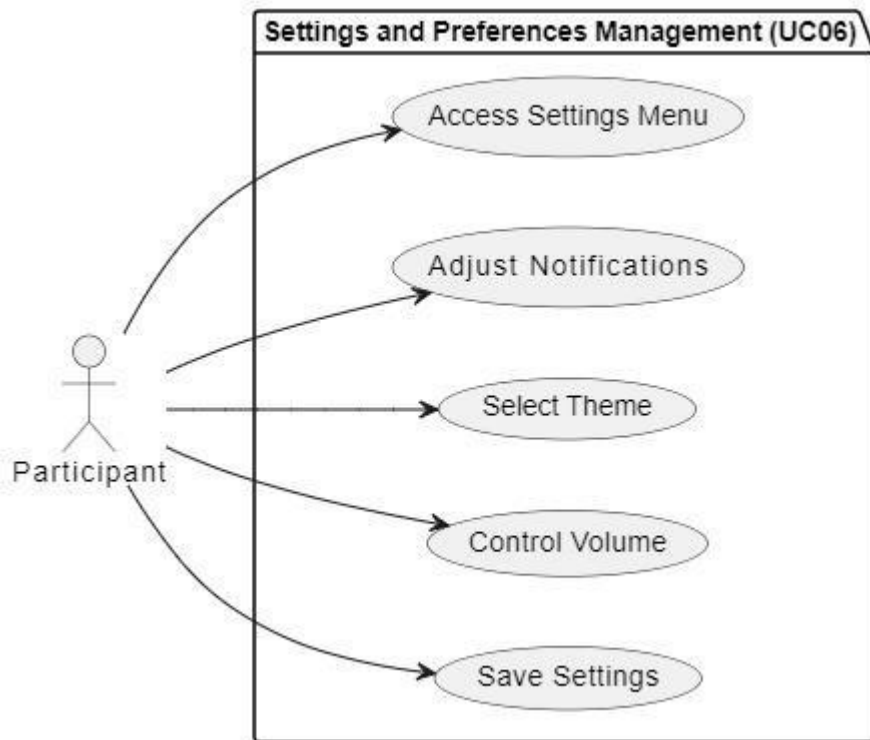 Settings and Preferences Management (UC06)
Access Settings Menu
Adjust Notifications
Select Theme
Participant
Control Volume
Save Settings